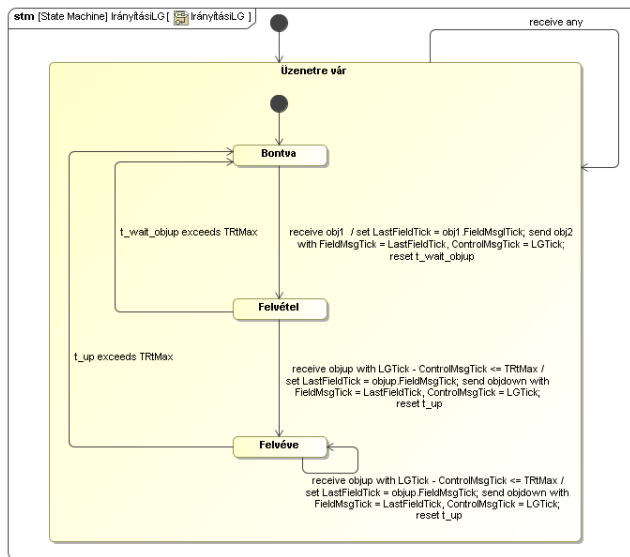 stm [State Machine] IrányításiLG [ IrányításiLG ]
receive any
Üzenetre vár
Bontva
t_wait_objup exceeds TRtMax
receive obj1 / set LastFieldTick = obj1.FieldMsglTick; send obj2
with FieldMsgTick = LastFieldTick, ControlMsgTick = LGTick;
reset t_wait_objup
Felvétel
t_up exceeds TRtMax
receive objup with LGTick - ControlMsgTick <= TRtMax /
set LastFieldTick = objup.FieldMsgTick; send objdown with
FieldMsgTick = LastFieldTick, ControlMsgTick = LGTick;
reset t_up
Felvéve
receive objup with LGTick - ControlMsgTick <= TRtMax /
set LastFieldTick = objup.FieldMsgTick; send objdown with
FieldMsgTick = LastFieldTick, ControlMsgTick = LGTick;
reset t_up